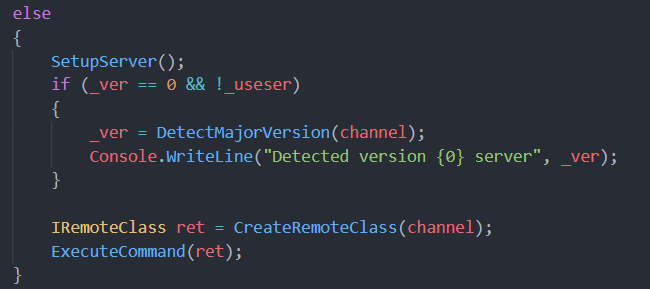 else
{
    SetupServer();
    if (_ver == 0 && !_useser)
    {
        _ver = DetectMajorVersion(channel);
        Console.WriteLine("Detected version {0} server", _ver);
    }

    IRemoteClass ret = CreateRemoteClass(channel);
    ExecuteCommand(ret);
}